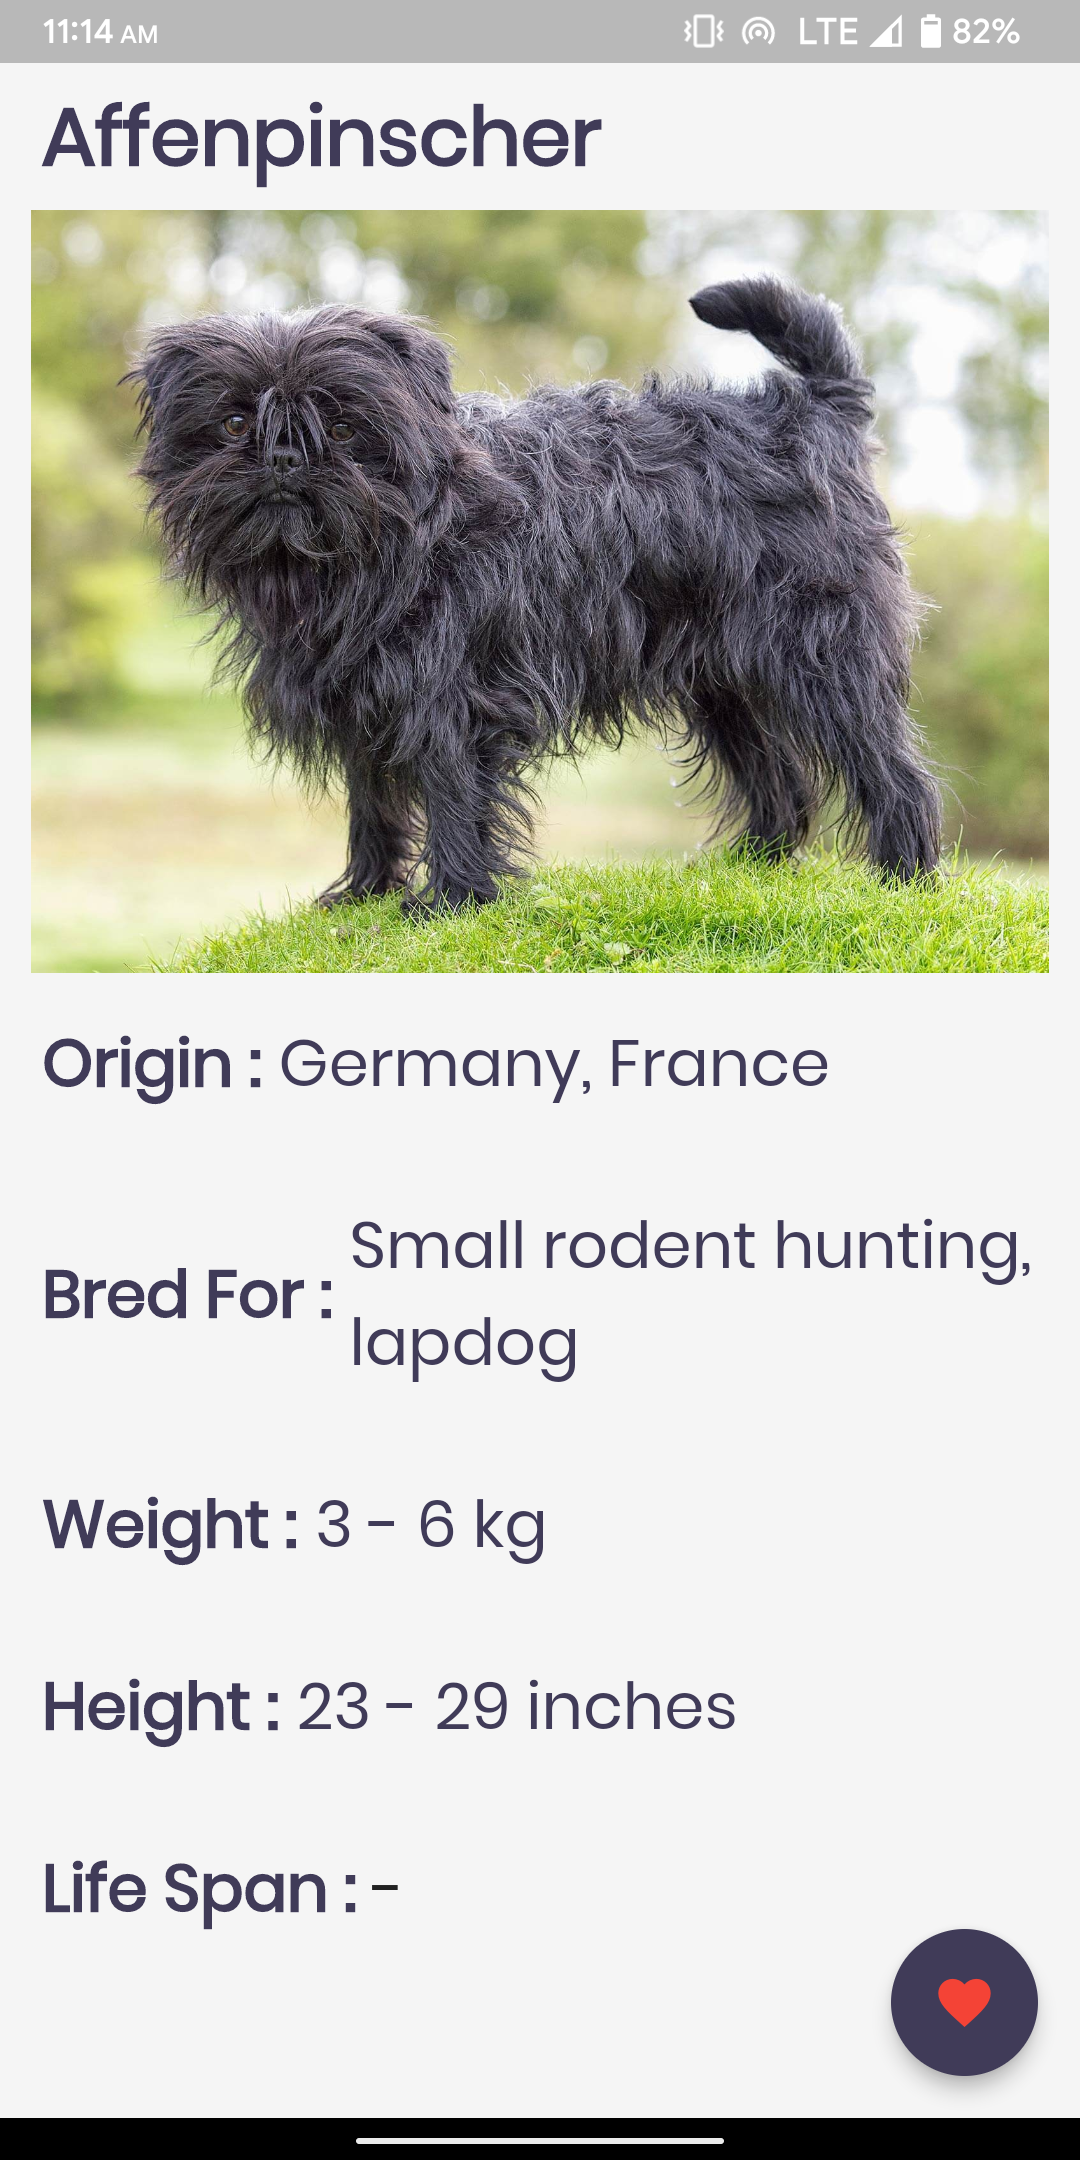 11:14 AM LTE 82%
Affenpinscher
Origin : Germany, France
Bred For : Small rodent hunting,
lapdog
Weight : 3 - 6 kg
Height : 23 - 29 inches
Life Span : -